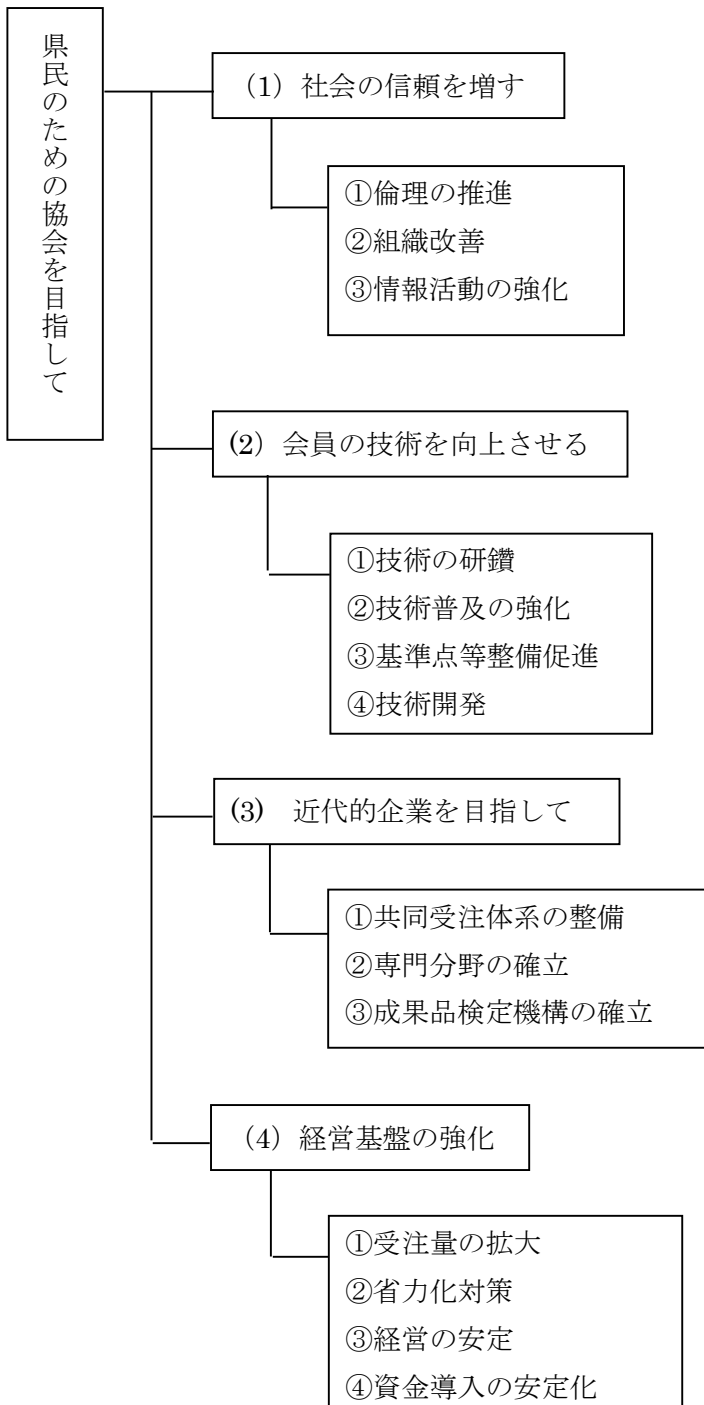 県民のための協会を目指して
（1）社会の信頼を増す
①倫理の推進
②組織改善
③情報活動の強化
(2）会員の技術を向上させる
①技術の研鑽
②技術普及の強化
③基準点等整備促進
④技術開発
(3)　近代的企業を目指して
①共同受注体系の整備
②専門分野の確立
③成果品検定機構の確立
（4）経営基盤の強化
①受注量の拡大
②省力化対策
③経営の安定
④資金導入の安定化